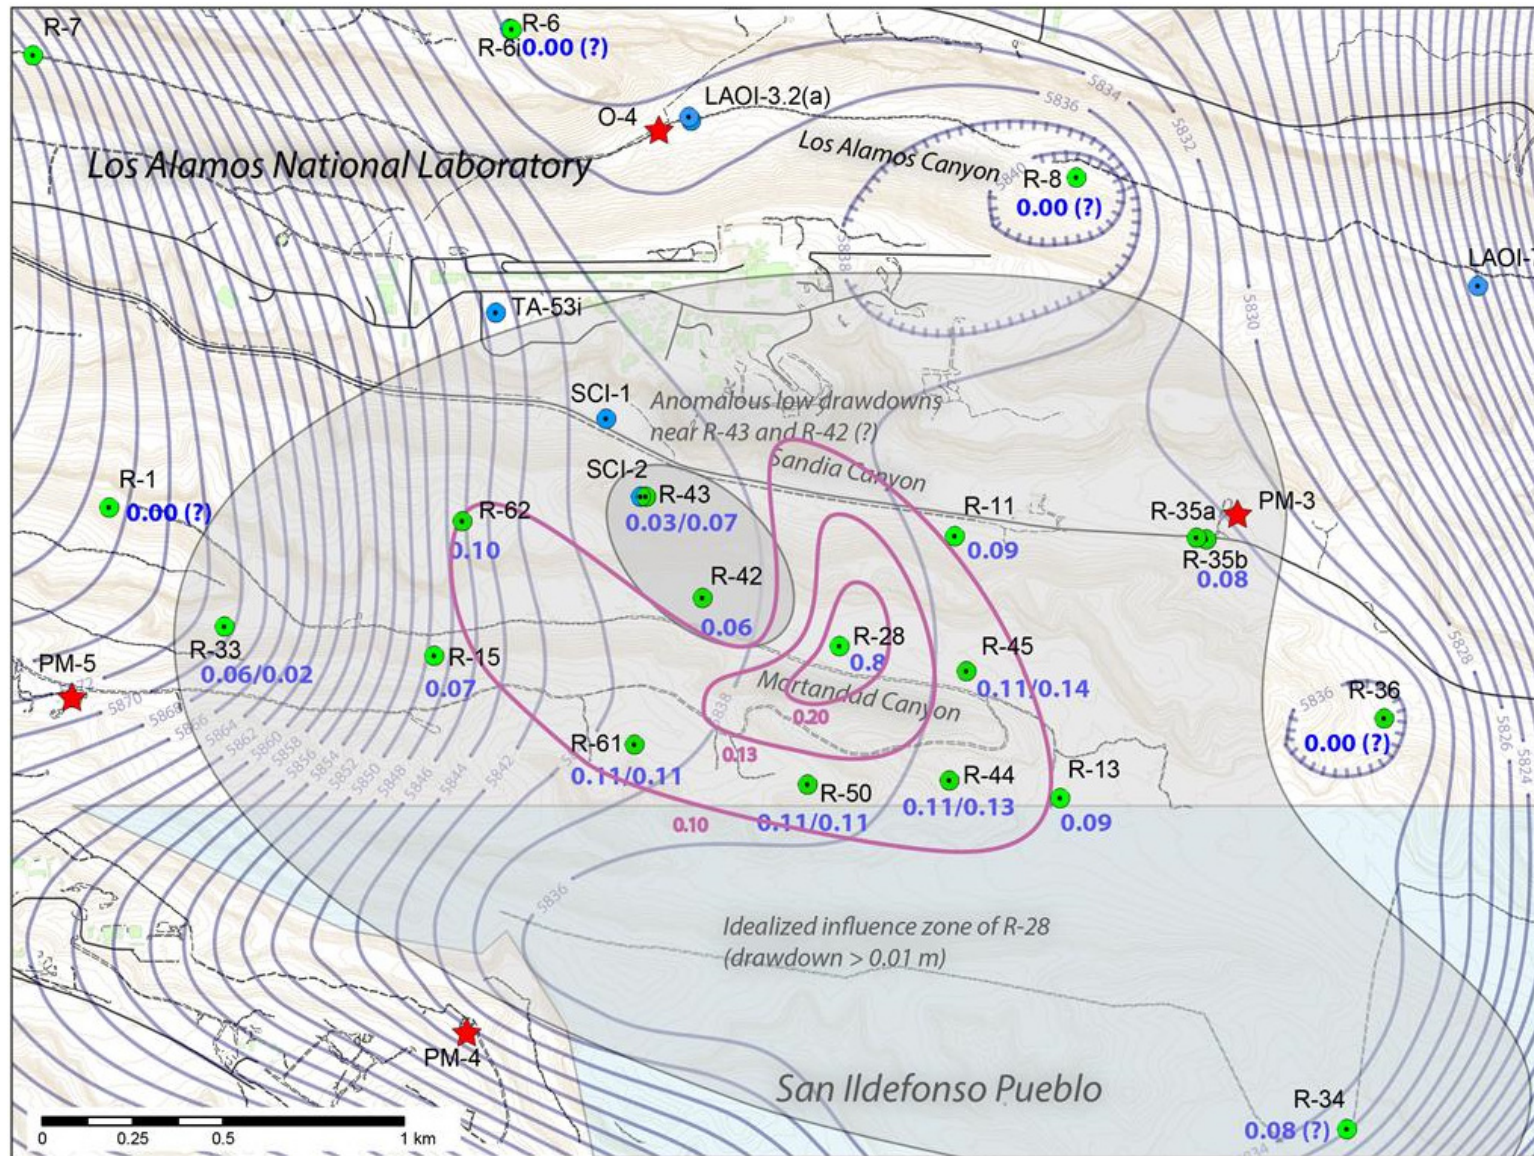 R-7
R-6
R-6i 0.00 (?)
LAOI-3.2(a)
O-4
5834
5836
5832
Los Alamos National Laboratory
Los Alamos Canyon
5840
R-8
0.00 (?)
5838
LAOI-
TA-53i
5830
SCI-1
Anomalous low drawdowns
near R-43 and R-42 (?)
Sandia Canyon
SCI-2
R-43
0.03/0.07
R-1
0.00 (?)
R-62
0.10
R-11
0.09
R-35a
PM-3
R-35b
0.08
R-42
0.06
R-33
0.06/0.02
R-15
0.07
R-28
0.8
R-45
0.11/0.14
5828
PM-5
72
5870
5868
5866
5864
5862
5860
5858
5856
5854
5852
5850
5848
5846
5844
5842
5838
Mortandad Canyon
0.20
0.13
R-61
0.11/0.11
5836
R-36
0.00 (?)
5826
5824
R-50
0.11/0.11
R-44
0.11/0.13
R-13
0.09
0.10
5836
Idealized influence zone of R-28
(drawdown > 0.01 m)
PM-4
San Ildefonso Pueblo
R-34
0.08 (?)
5834
0 0.25 0.5 1 km